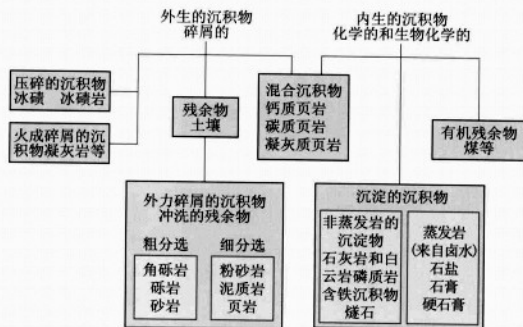 外生的沉积物
碎屑的
内生的沉积物
化学的和生物化学的
压碎的沉积物
冰碛 冰碛岩
火成碎屑的沉
积物凝灰岩等
残余物
土壤
混合沉积物
钙质页岩
碳质页岩
凝灰质页岩
有机残余物
煤等
外力碎屑的沉积物
冲洗的残余物
粗分选
角砾岩
砾岩
砂岩
细分选
粉砂岩
泥质岩
页岩
沉淀的沉积物
非蒸发岩的
沉淀物
石灰岩和白
云岩磷质岩
含铁沉积物
燧石
蒸发岩
(来自卤水)
石盐
石膏
硬石膏